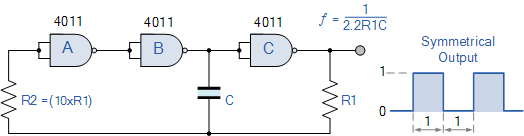 4011
4011
4011
f = 1
2.2R1C
A
B
C
Symmetrical
Output
R2 =(10xR1)
C
R1
1
0
1
1